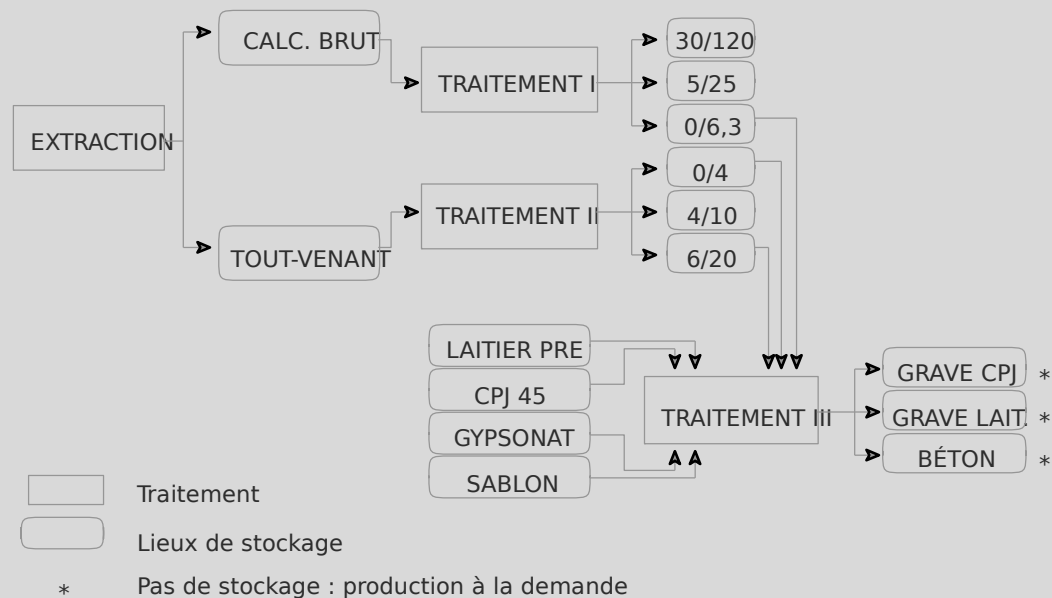 CALC. BRUT
30/120
TRAITEMENT I
5/25
0/6,3
EXTRACTION
0/4
TRAITEMENT II
4/10
TOUT-VENANT
6/20
LAITIER PRE
CPJ 45
GYPSONAT
SABLON
TRAITEMENT III
GRAVE CPJ *
GRAVE LAIT. *
BÉTON *
Traitement
Lieux de stockage
* Pas de stockage : production à la demande